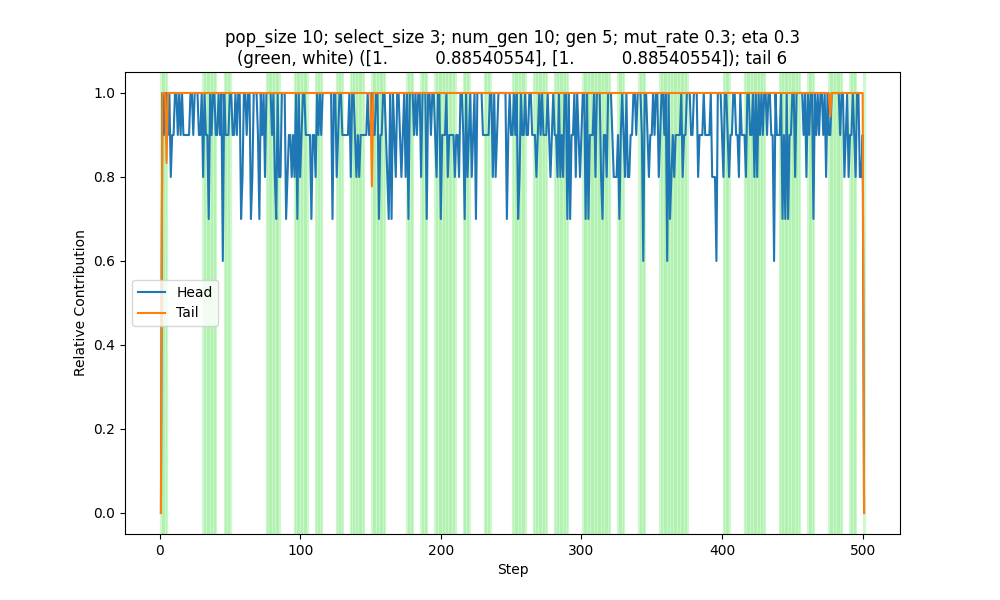 pop_size 10; select_size 3; num_gen 10; gen 5; mut_rate 0.3; eta 0.3
(green, white) ([1.          0.88540554], [1.          0.88540554]); tail 6
1.0
0.8
0.6
0.4
0.2
0.0
Relative Contribution
Head
Tail
0
100
200
300
400
500
Step